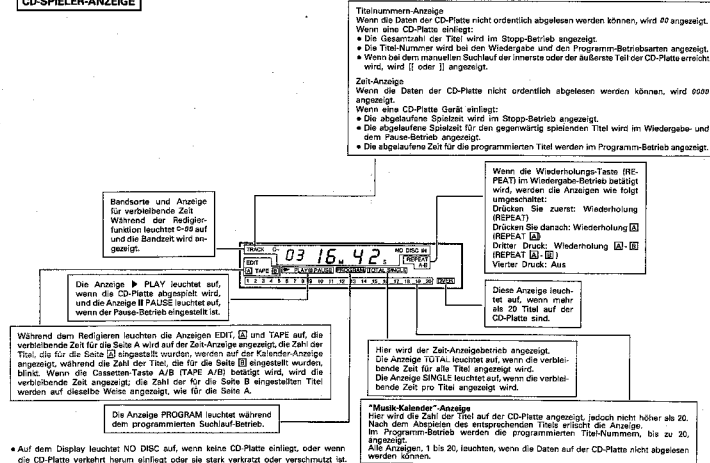 CD-SPIELER-ANZEIGE
Titelnummern-Anzeige
Wenn die Daten der CD-Platte nicht ordentlich abgelesen werden können, wird 00 angezeigt.
Wenn eine CD-Platte einliegt:
● Die Gesamtzahl der Titel wird im Stopp-Betrieb angezeigt.
● Die Titel-Nummer wird bei den Wiedergabe und den Programm-Betriebsarten angezeigt.
● Wenn bei dem manuellen Suchlauf der innerste oder der äußerste Teil der CD-Platte erreicht
wird, wird [[ oder ]] angezeigt.
Zeit-Anzeige
Wenn die Daten der CD-Platte nicht ordentlich abgelesen werden können, wird 0000
angezeigt.
Wenn eine CD-Platte Gerät einliegt:
● Die abgelaufene Spielzeit wird im Stopp-Betrieb angezeigt.
● Die abgelaufene Spielzeit für den gegenwärtig spielenden Titel wird im Wiedergabe- und
dem Pause-Betrieb angezeigt.
● Die abgelaufene Zeit für die programmierten Titel werden im Programm-Betrieb angezeigt.
Wenn die Wiederholungs-Taste (RE-
PEAT) im Wiedergabe-Betrieb betätigt
wird, werden die Anzeigen wie folgt
umgeschaltet:
Drücken Sie zuerst: Wiederholung
(REPEAT)
Drücken Sie danach: Wiederholung A
(REPEAT A)
Dritter Druck: Wiederholung A-B
(REPEAT A-B)
Vierter Druck: Aus
Bandsorte und Anzeige
für verbleibende Zeit
Während der Redigier-
funktion leuchtet C-00 auf
und die Bandzeit wird an-
gezeigt.
TRACK C- 03 16 M 42 S NO DISC IN
EDIT REPEAT
A-B
A TAPE B PLAY PAUSE PROGRAM TOTAL SINGLE
1 2 3 4 5 6 7 8 9 10 11 12 13 14 15 16 17 18 19 20 OVER
Die Anzeige ▶ PLAY leuchtet auf,
wenn die CD-Platte abgespielt wird,
und die Anzeige II PAUSE leuchtet auf,
wenn der Pause-Betrieb eingestellt ist.
Diese Anzeige leuch-
tet auf, wenn mehr
als 20 Titel auf der
CD-Platte sind.
Während dem Redigieren leuchten die Anzeigen EDIT, A und TAPE auf, die
verbleibende Zeit für die Seite A wird auf der Zeit-Anzeige angezeigt, die Zahl der
Titel, die für die Seite A eingestellt wurden, werden auf der Kalender-Anzeige
angezeigt, während die Zahl der Titel, die für die Seite B eingestellt wurden,
blinkt. Wenn die Cassetten-Taste A/B (TAPE A/B) betätigt wird, wird die
verbleibende Zeit angezeigt; die Zahl der für die Seite B eingestellten Titel
werden auf dieselbe Weise angezeigt, wie für die Seite A.
Hier wird der Zeit-Anzeigebetrieb angezeigt.
Die Anzeige TOTAL leuchtet auf, wenn die verblei-
bende Zeit für alle Titel angezeigt wird.
Die Anzeige SINGLE leuchtet auf, wenn die verblei-
bende Zeit pro Titel angezeigt wird.
Die Anzeige PROGRAM leuchtet während
dem programmierten Suchlauf-Betrieb.
"Musik-Kalender"-Anzeige
Hier wird die Zahl der Titel auf der CD-Platte angezeigt, jedoch nicht höher als 20.
Nach dem Abspielen des entsprechenden Titels erlischt die Anzeige.
Im Programm-Betrieb werden die programmierten Titel-Nummern, bis zu 20,
angezeigt.
Alle Anzeigen, 1 bis 20, leuchten, wenn die Daten auf der CD-Platte nicht abgelesen
werden können.
● Auf dem Display leuchtet NO DISC auf, wenn keine CD-Platte einliegt, oder wenn
die CD-Platte verkehrt herum einliegt oder sie stark verkratzt oder verschmutzt ist.